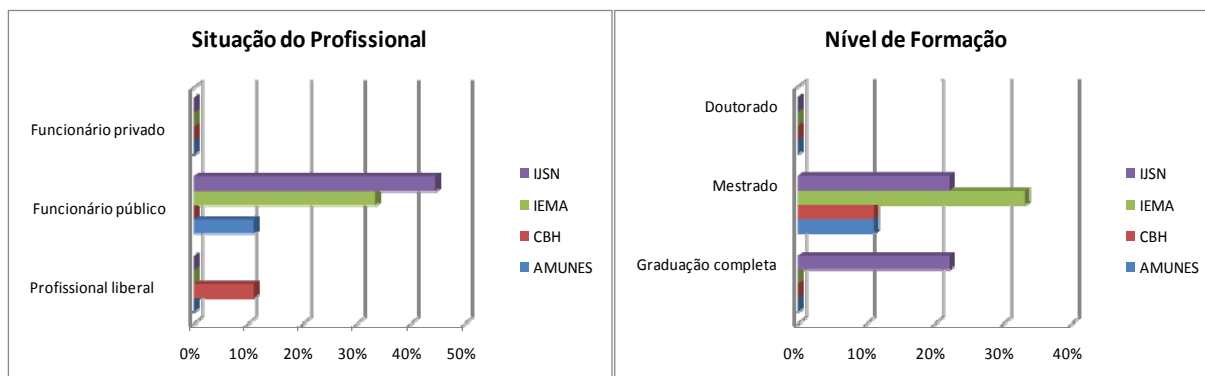 Situação do Profissional
Funcionário privado
Funcionário público
Profissional liberal
0% 10% 20% 30% 40% 50%
IJSN
IEMA
CBH
AMUNES
Nível de Formação
Doutorado
Mestrado
Graduação completa
0% 10% 20% 30% 40%
IJSN
IEMA
CBH
AMUNES